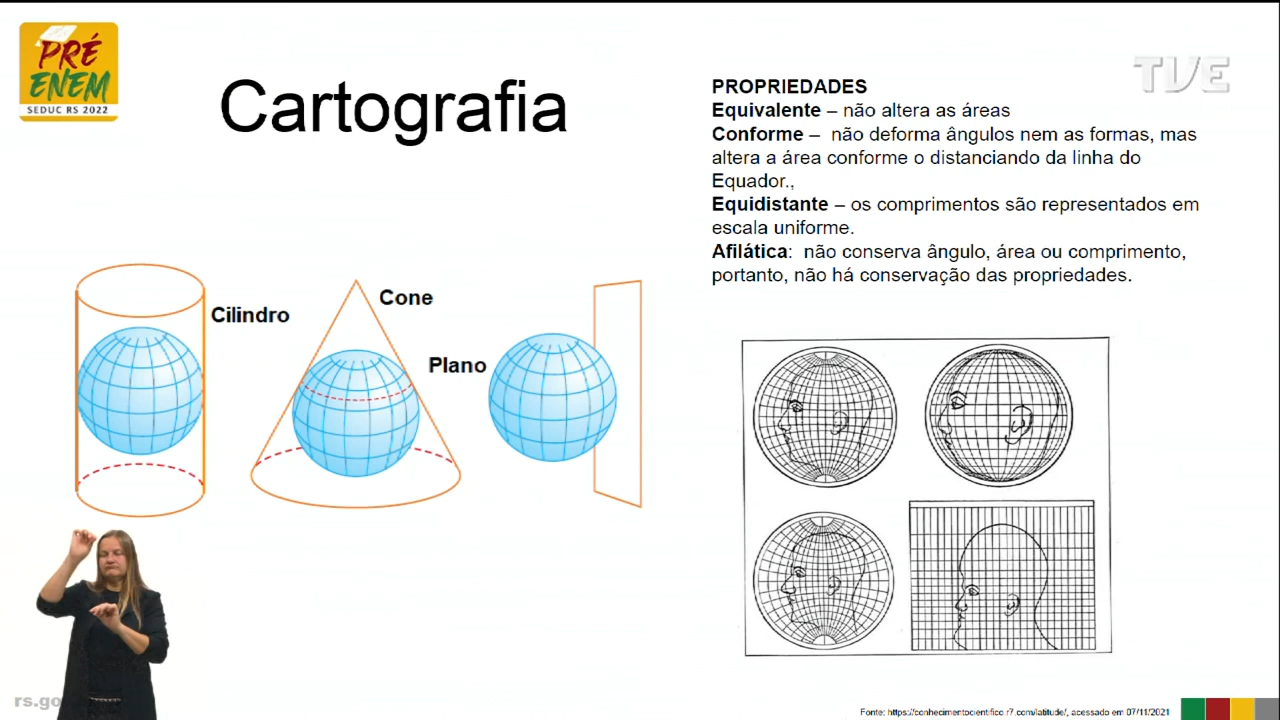 PRÉ
ENEM
SEDUC RS 2022
Cartografia
TVE
PROPRIEDADES
Equivalente – não altera as áreas
Conforme – não deforma ângulos nem as formas, mas
altera a área conforme o distanciando da linha do
Equador.,
Equidistante – os comprimentos são representados em
escala uniforme.
Afilática: não conserva ângulo, área ou comprimento,
portanto, não há conservação das propriedades.
Cilindro
Cone
Plano
rs.go
Fonte: https://conhecimentocientifico.r7.com/latitude/, acessado em 07/11/2021